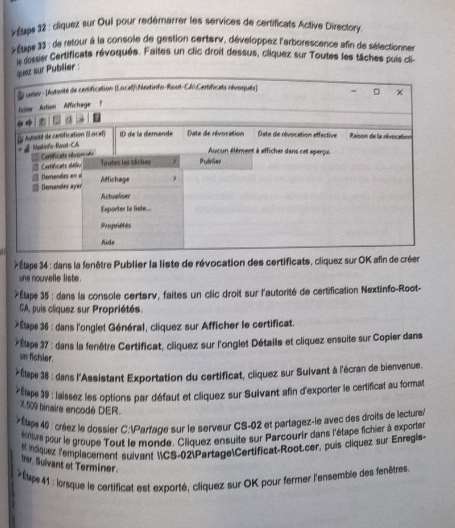 Étape 32 : cliquez sur Oui pour redémarrer les services de certificats Active Directory.
Étape 33 : de retour à la console de gestion certsrv, développez l'arborescence afin de sélectionner
le dossier Certificats révoqués. Faites un clic droit dessus, cliquez sur Toutes les tâches puis cli-
quez sur Publier :
certsrv - [Autorité de certification (Local)\Nextinfo-Root-CA\Certificats révoqués]
Fichier Action Affichage ?
Autorité de certification (Local)
Nextinfo-Root-CA
Certificats révoqués
Certificats déliv
Demandes en a
Demandes ayan
ID de la demande Date de révocation Date de révocation effective Raison de la révocation
Aucun élément à afficher dans cet aperçu.
Toutes les tâches > Publier
Affichage >
Actualiser
Exporter la liste...
Propriétés
Aide
Étape 34 : dans la fenêtre Publier la liste de révocation des certificats, cliquez sur OK afin de créer
une nouvelle liste.
Étape 35 : dans la console certsrv, faites un clic droit sur l'autorité de certification Nextinfo-Root-
CA, puis cliquez sur Propriétés.
Étape 36 : dans l'onglet Général, cliquez sur Afficher le certificat.
Étape 37 : dans la fenêtre Certificat, cliquez sur l'onglet Détails et cliquez ensuite sur Copier dans
un fichier.
Étape 38 : dans l'Assistant Exportation du certificat, cliquez sur Suivant à l'écran de bienvenue.
Étape 39 : laissez les options par défaut et cliquez sur Suivant afin d'exporter le certificat au format
X.509 binaire encodé DER.
Étape 40 : créez le dossier C:\Partage sur le serveur CS-02 et partagez-le avec des droits de lecture/
écriture pour le groupe Tout le monde. Cliquez ensuite sur Parcourir dans l'étape fichier à exporter
et indiquez l'emplacement suivant \\CS-02\Partage\Certificat-Root.cer, puis cliquez sur Enregis-
trer, Suivant et Terminer.
Étape 41 : lorsque le certificat est exporté, cliquez sur OK pour fermer l'ensemble des fenêtres.